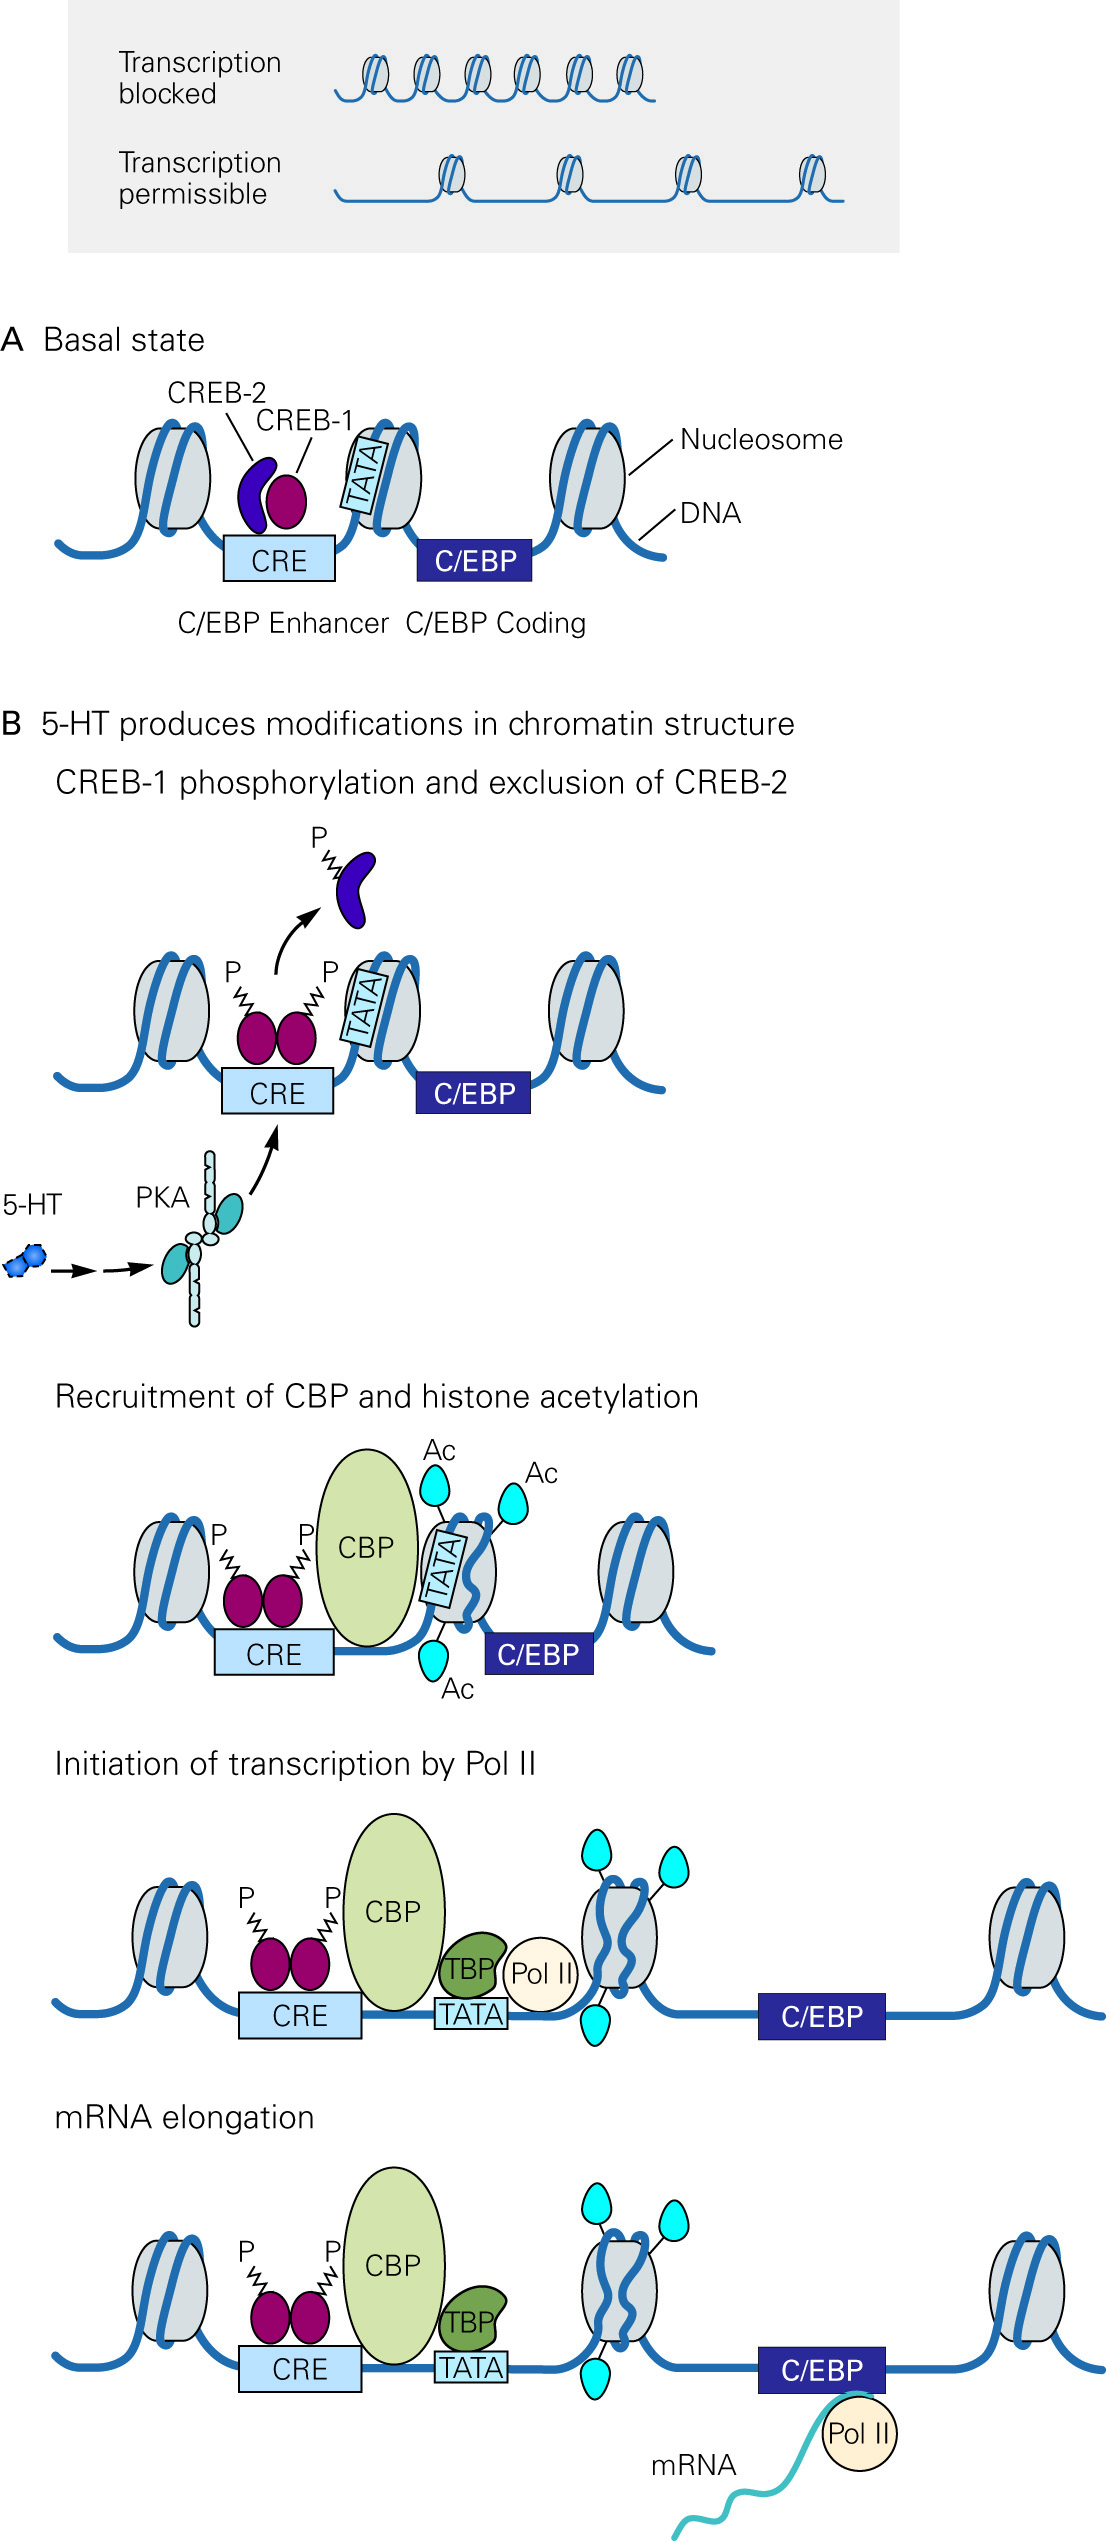 Transcription
blocked
Transcription
permissible
A Basal state
CREB-2
CREB-1
TATA
Nucleosome
DNA
CRE
C/EBP
C/EBP Enhancer C/EBP Coding
B 5-HT produces modifications in chromatin structure
CREB-1 phosphorylation and exclusion of CREB-2
P
P
P
TATA
CRE
C/EBP
5-HT
PKA
Recruitment of CBP and histone acetylation
Ac
Ac
P
P
CBP
TATA
CRE
C/EBP
Ac
Initiation of transcription by Pol II
P
P
CBP
TBP
Pol II
CRE
TATA
C/EBP
mRNA elongation
P
P
CBP
TBP
CRE
TATA
C/EBP
Pol II
mRNA